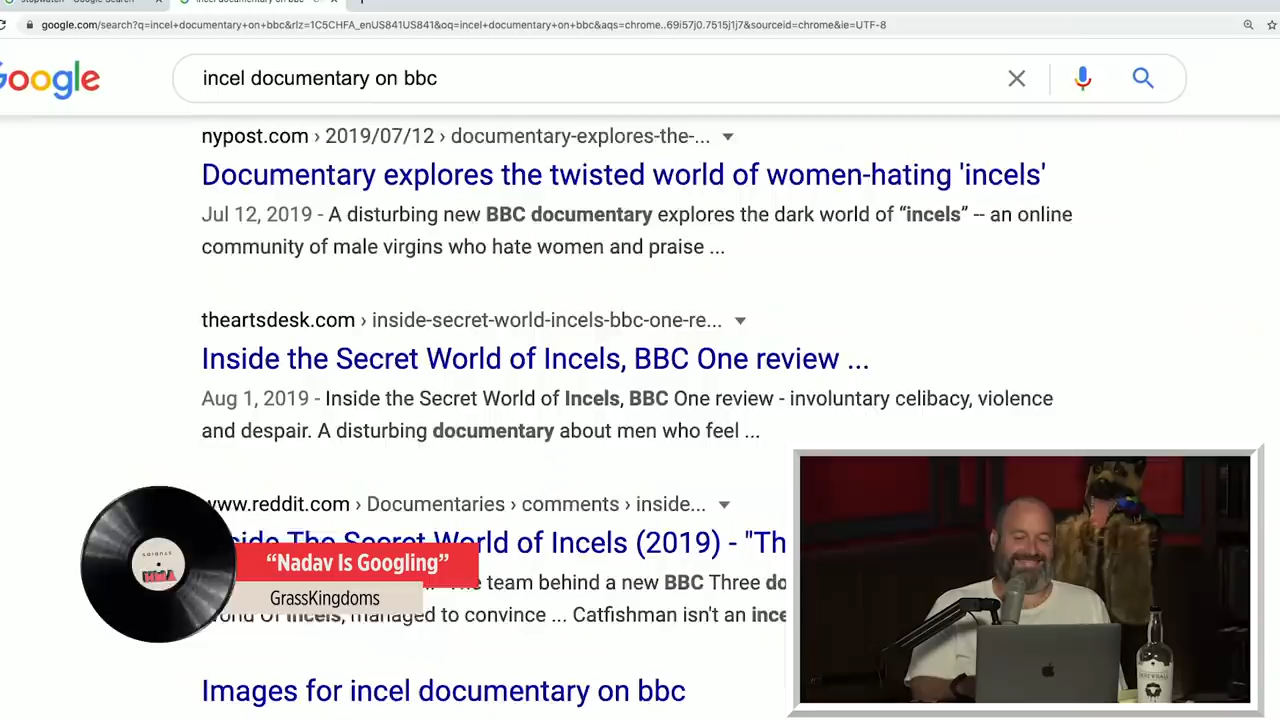 incel documentary on bbc - G
google.com/search?q=incel+documentary+on+bbc&rlz=1C5CHFA_enUS841US841&oq=incel+documentary+on+bbc&aqs=chrome..69i57j0.7515j1j7&sourceid=chrome&ie=UTF-8
Google
incel documentary on bbc
nypost.com › 2019/07/12 › documentary-explores-the-...
Documentary explores the twisted world of women-hating 'incels'
Jul 12, 2019 - A disturbing new BBC documentary explores the dark world of “incels” -- an online
community of male virgins who hate women and praise ...
theartsdesk.com › inside-secret-world-incels-bbc-one-re...
Inside the Secret World of Incels, BBC One review ...
Aug 1, 2019 - Inside the Secret World of Incels, BBC One review - involuntary celibacy, violence
and despair. A disturbing documentary about men who feel ...
www.reddit.com › Documentaries › comments › inside...
The Secret World of Incels (2019) - "Th
“Nadav Is Googling”
team behind a new BBC Three do
GrassKingdoms
Of Incels, managed to convince ... Catfishman isn't an ince
Images for incel documentary on bbc